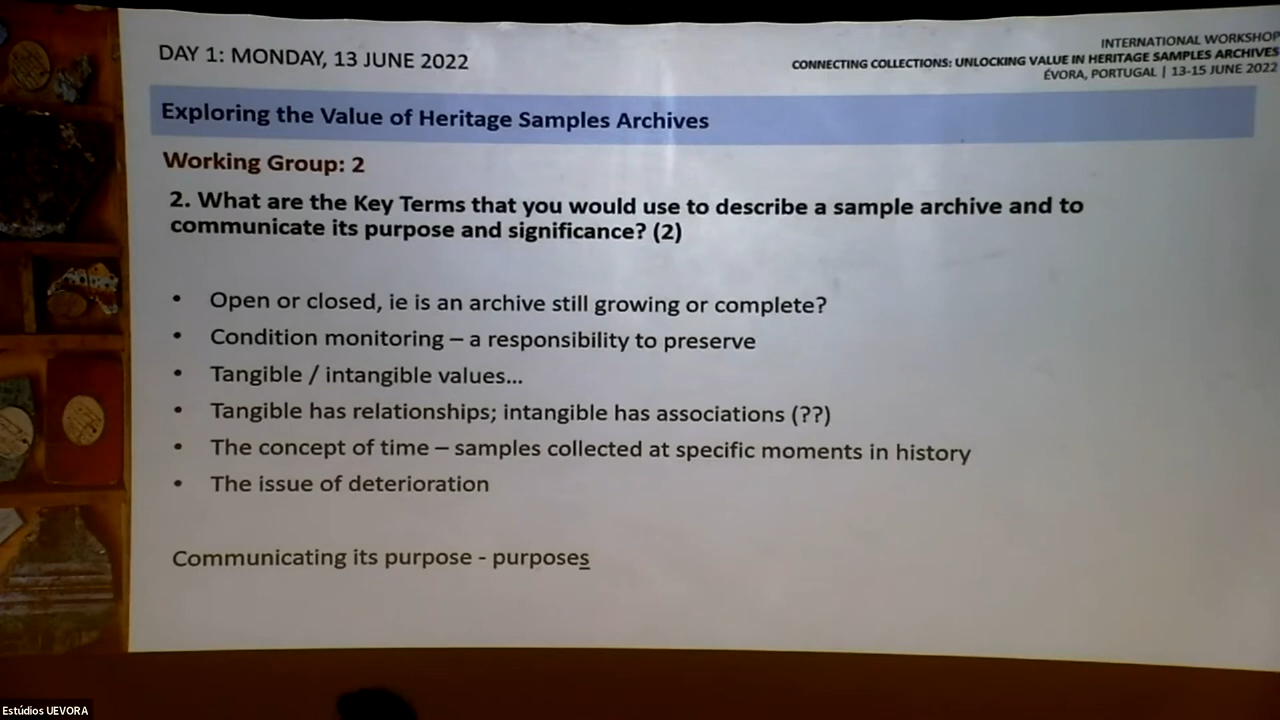 DAY 1: MONDAY, 13 JUNE 2022
INTERNATIONAL WORKSHOP
CONNECTING COLLECTIONS: UNLOCKING VALUE IN HERITAGE SAMPLES ARCHIVES
ÉVORA, PORTUGAL | 13-15 JUNE 2022
Exploring the Value of Heritage Samples Archives
Working Group: 2
2. What are the Key Terms that you would use to describe a sample archive and to
communicate its purpose and significance? (2)
• Open or closed, ie is an archive still growing or complete?
• Condition monitoring – a responsibility to preserve
• Tangible / intangible values...
• Tangible has relationships; intangible has associations (??)
• The concept of time – samples collected at specific moments in history
• The issue of deterioration
Communicating its purpose - purposes
Estúdios UEVORA